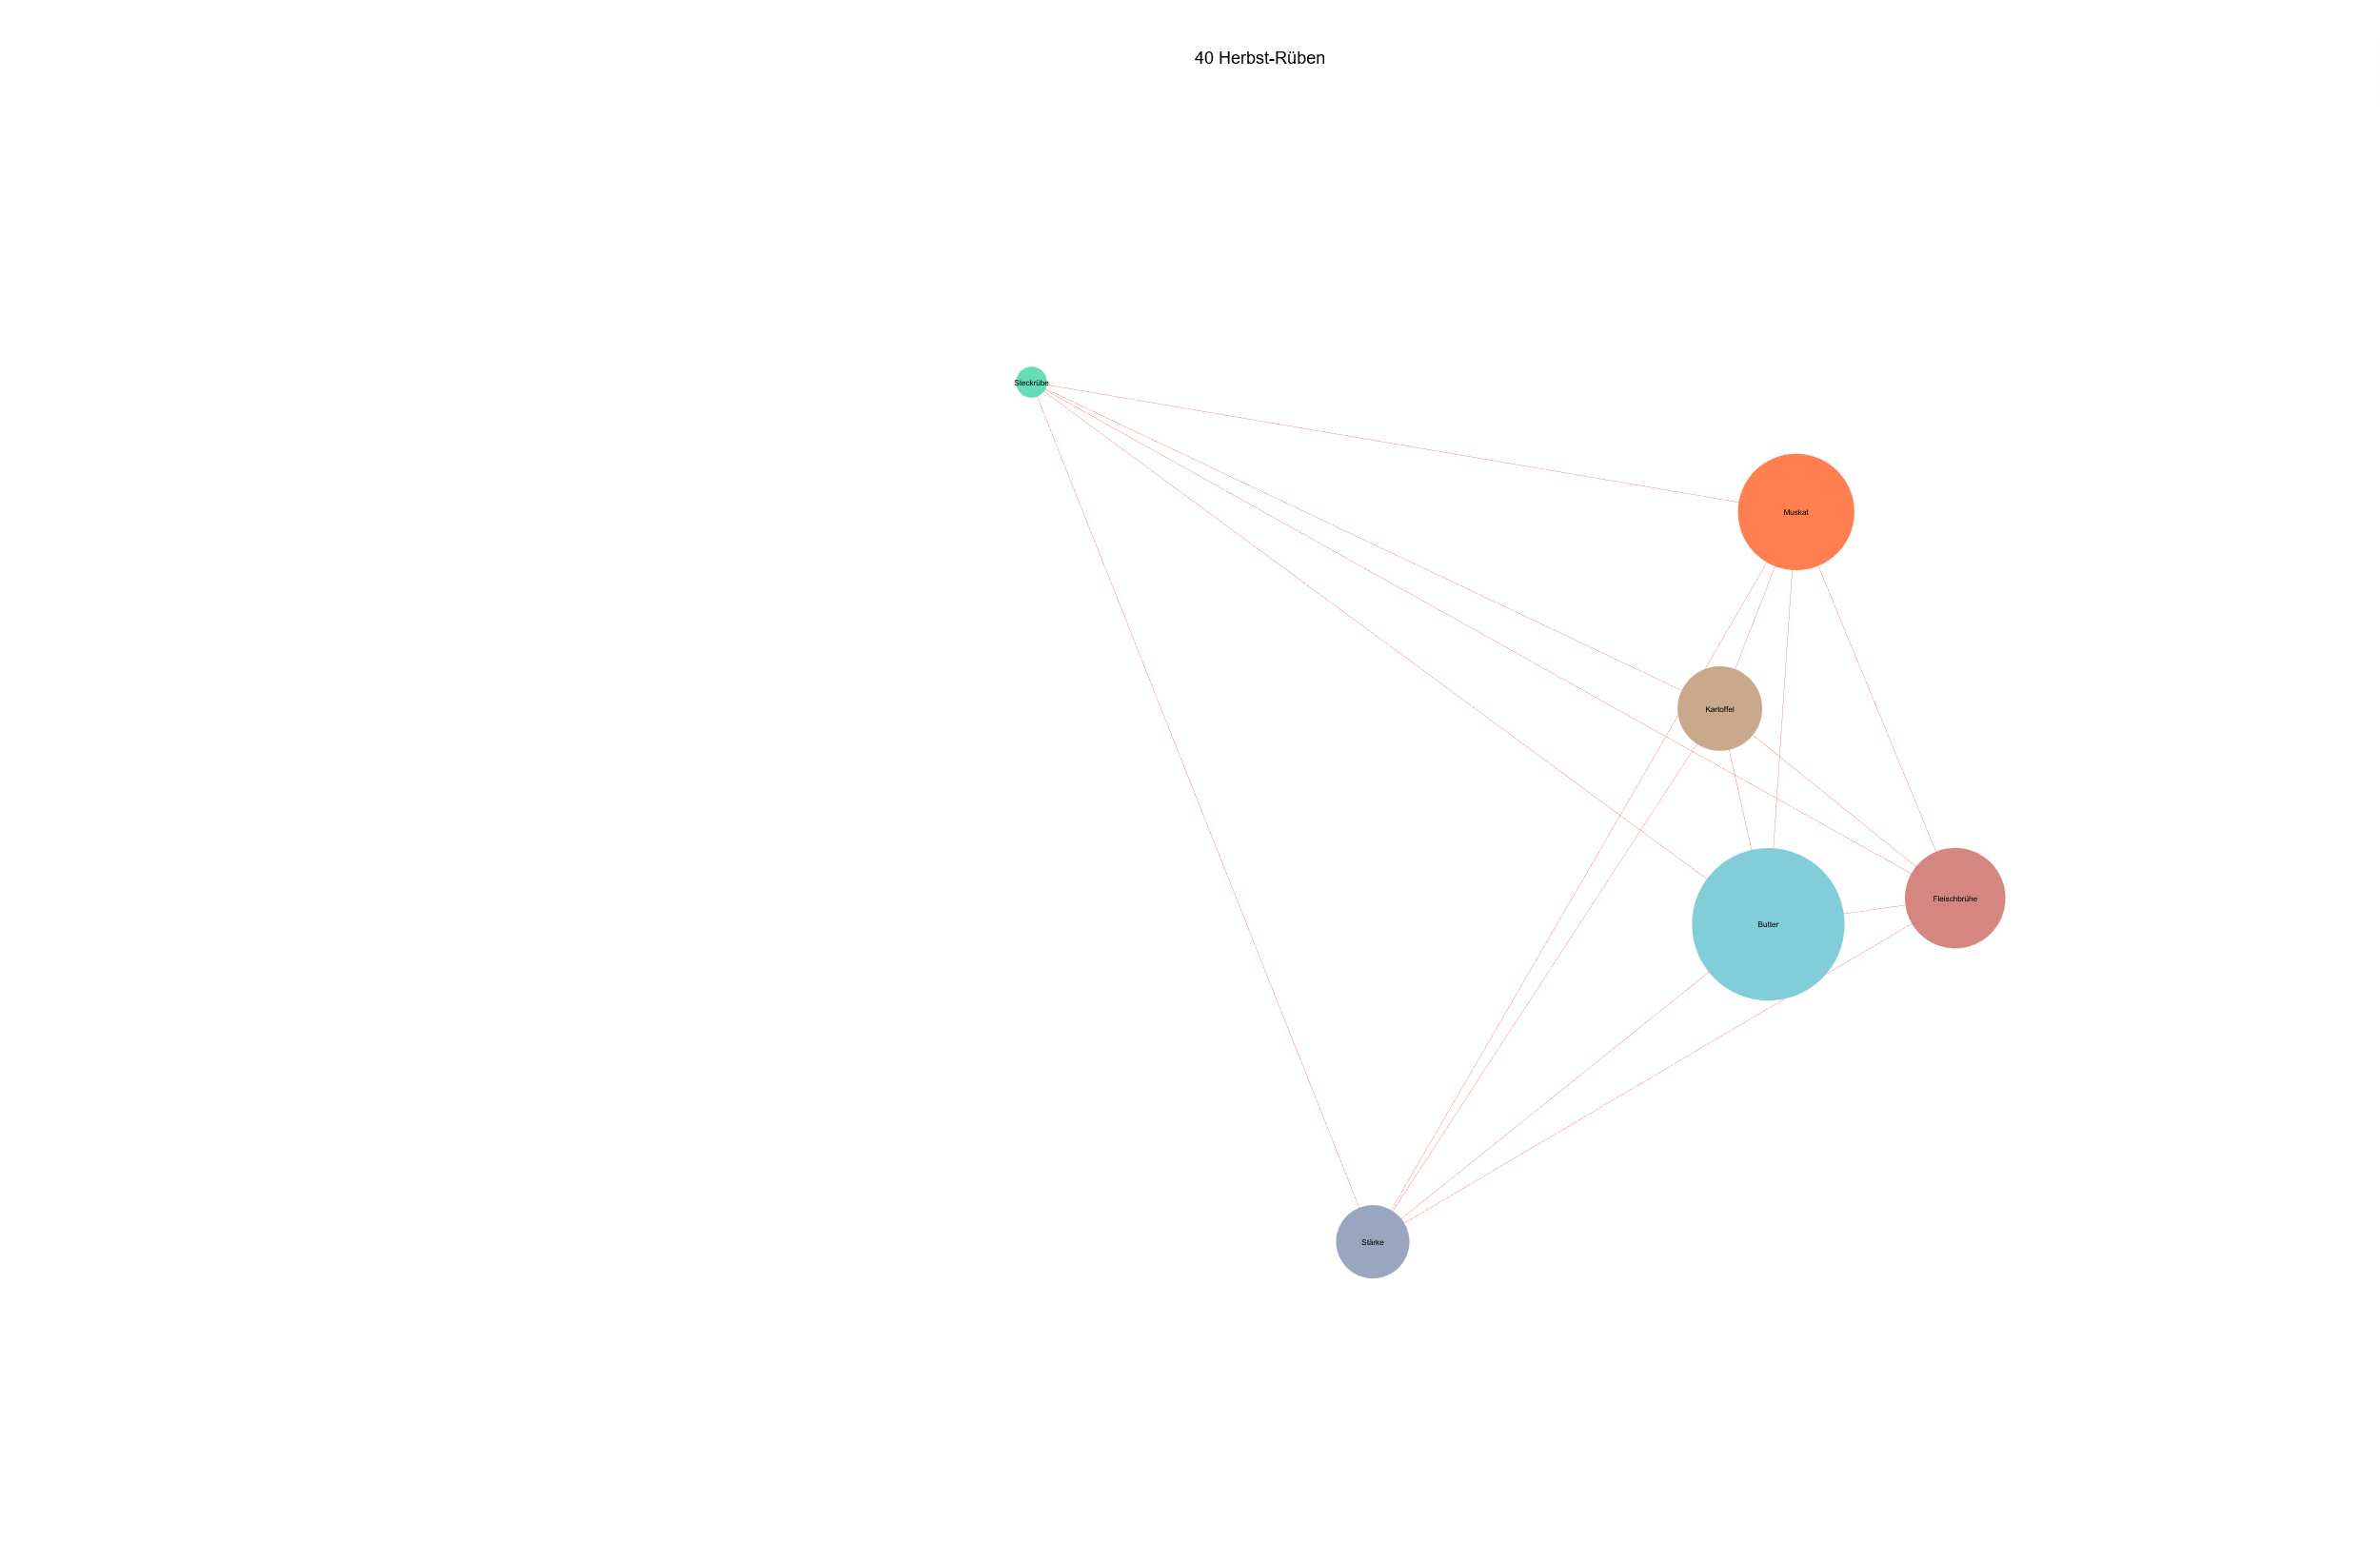 40 Herbst-Rüben
Steckrübe
Muskat
Kartoffel
Fleischbrühe
Butter
Stärke